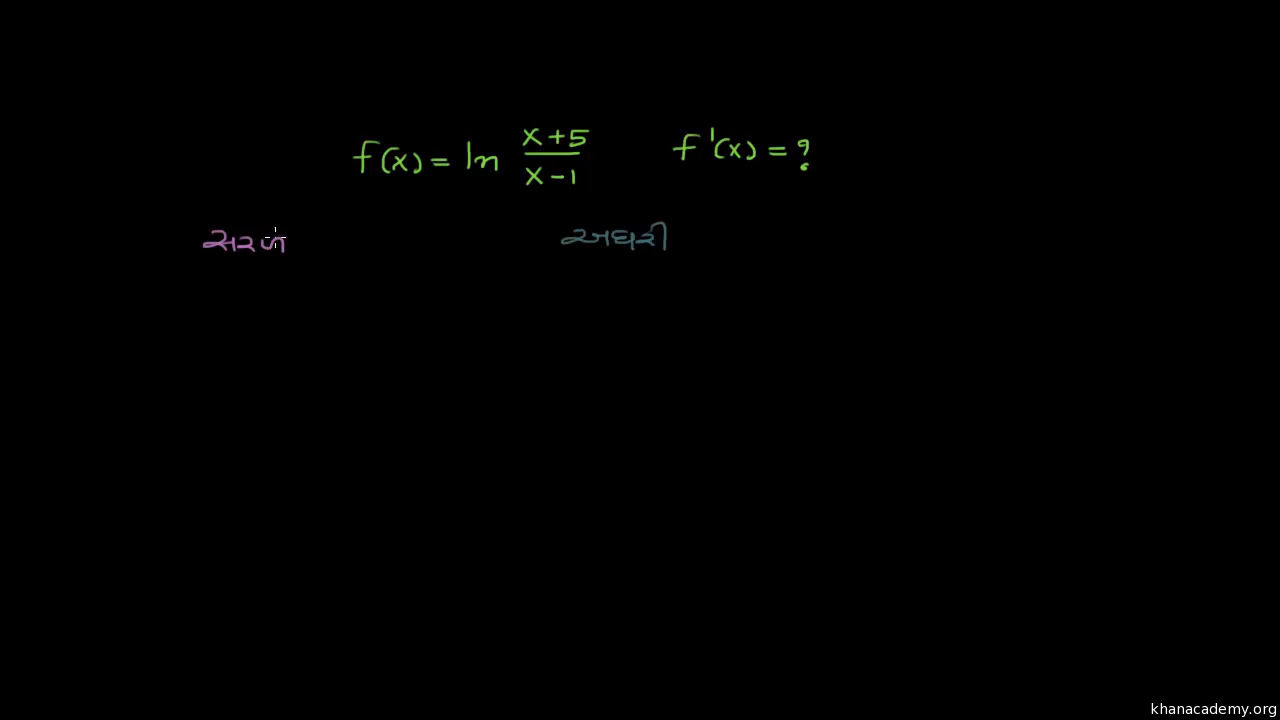 f(x) = ln (x+5)/(x-1) f'(x) = ?
સરળ અઘરી
khanacademy.org